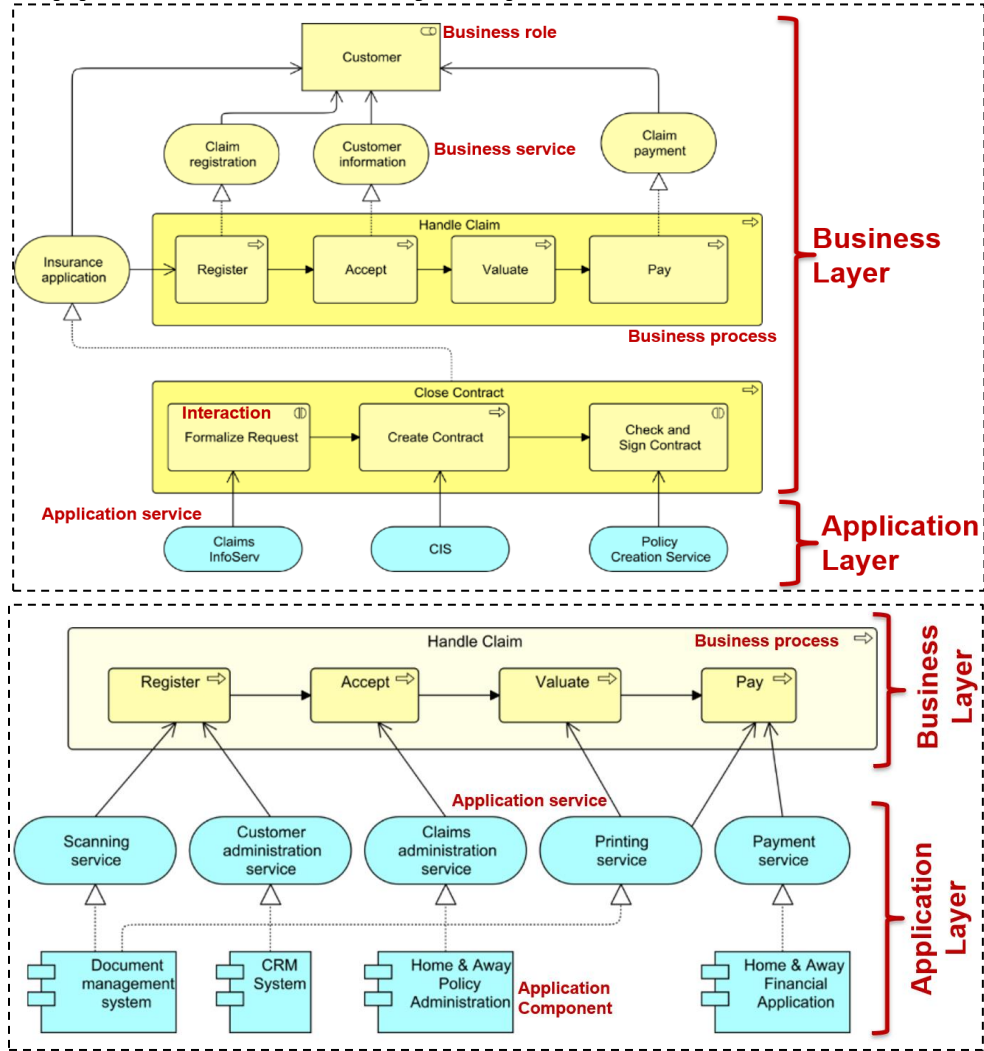 Business role
Customer
Claim
registration
Customer
information
Business service
Claim
payment
Handle Claim
Insurance
application
Register
Accept
Valuate
Pay
Business
Layer
Business process
Close Contract
Interaction
Formalize Request
Create Contract
Check and
Sign Contract
Application service
Claims
InfoServ
CIS
Policy
Creation Service
Application
Layer
Handle Claim
Business process
Register
Accept
Valuate
Pay
Business
Layer
Application service
Scanning
service
Customer
administration
service
Claims
administration
service
Printing
service
Payment
service
Application
Layer
Document
management
system
CRM
System
Home & Away
Policy
Administration
Application
Component
Home & Away
Financial
Application